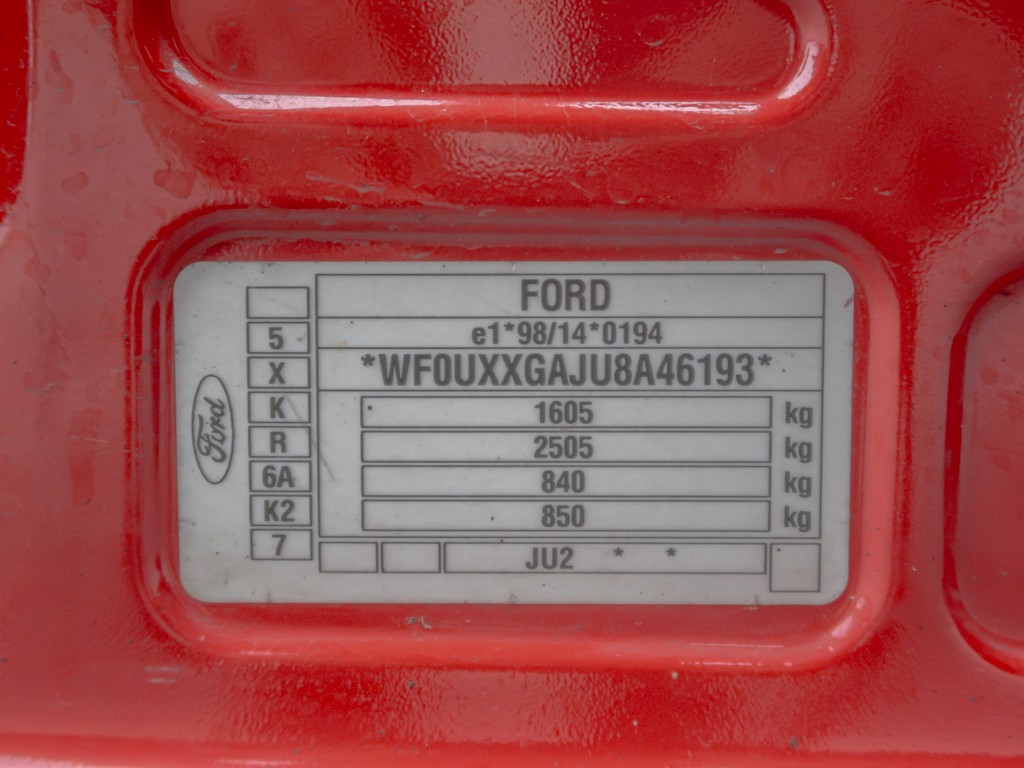 FORD
5 e1*98/14*0194
X *WF0UXXGAJU8A46193*
K 1605 kg
R 2505 kg
6A 840 kg
K2 850 kg
7 JU2 * *
Ford